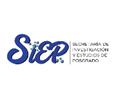 SIEP
SECRETARÍA DE
INVESTIGACIÓN
Y ESTUDIOS DE
POSGRADO